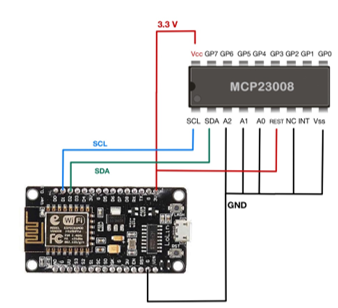 3.3 V
Vcc GP7 GP6 GP5 GP4 GP3 GP2 GP1 GP0
MCP23008
SCL SDA A2 A1 A0 REST NC INT Vss
SCL
SDA
GND
Wi Fi
FC